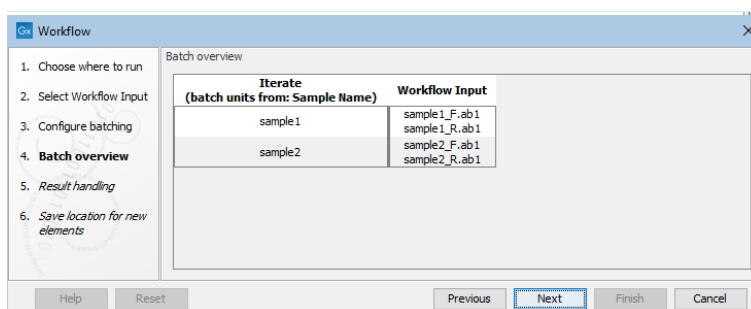 Gx Workflow
1. Choose where to run
2. Select Workflow Input
3. Configure batching
4. Batch overview
5. Result handling
6. Save location for new
elements
Batch overview
Iterate
(batch units from: Sample Name)
Workflow Input
sample1
sample1_F.ab1
sample1_R.ab1
sample2
sample2_F.ab1
sample2_R.ab1
Help
Reset
Previous
Next
Finish
Cancel